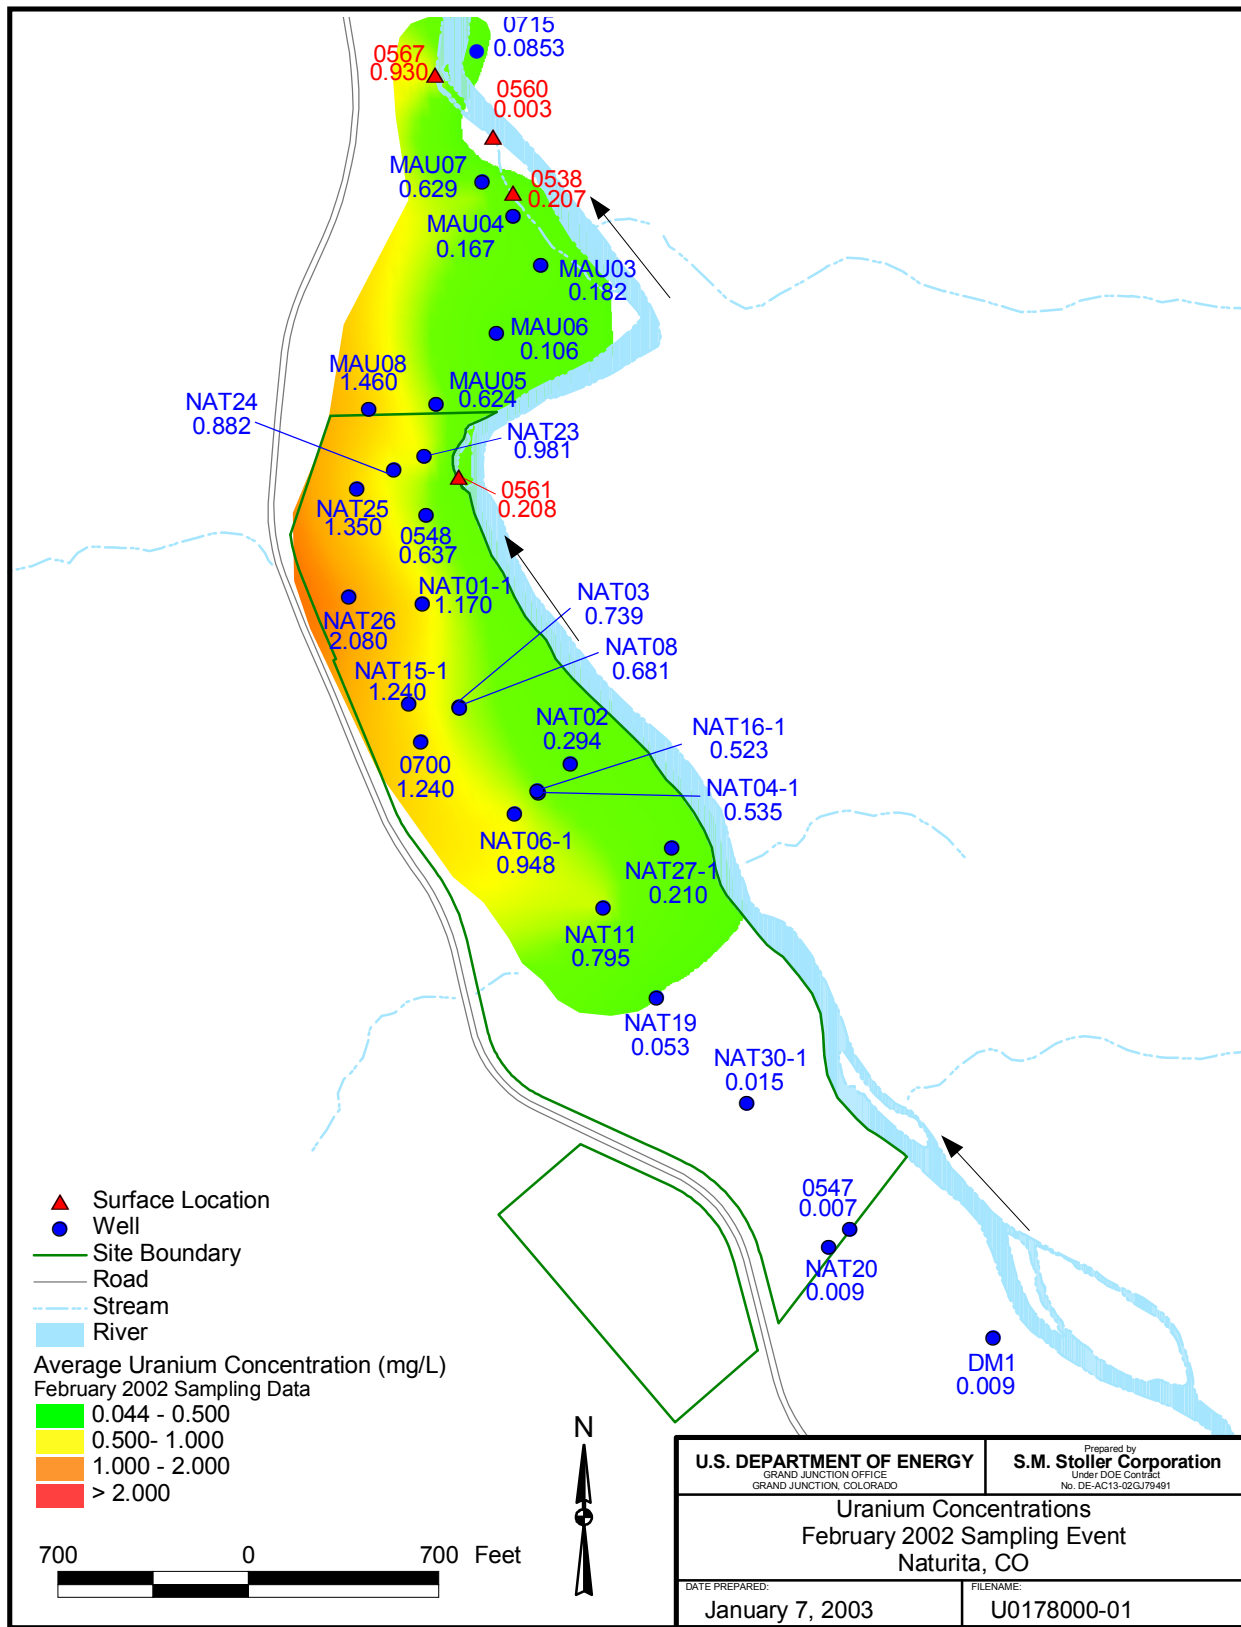 0715
0.0853
0567
0.930
0560
0.003
MAU07
0.629
0538
0.207
MAU04
0.167
MAU03
0.182
MAU06
0.106
MAU08
1.460
MAU05
0.624
NAT24
0.882
NAT23
0.981
NAT25
1.350
0561
0.208
0548
0.637
NAT01-1
1.170
NAT03
0.739
NAT26
2.080
NAT08
0.681
NAT15-1
1.240
NAT02
0.294
NAT16-1
0.523
0700
1.240
NAT04-1
0.535
NAT06-1
0.948
NAT27-1
0.210
NAT11
0.795
NAT19
0.053
NAT30-1
0.015
0547
0.007
NAT20
0.009
DM1
0.009
Surface Location
Well
Site Boundary
Road
Stream
River
Average Uranium Concentration (mg/L)
February 2002 Sampling Data
0.044 - 0.500
0.500- 1.000
1.000 - 2.000
> 2.000
700 0 700 Feet
N
U.S. DEPARTMENT OF ENERGY
GRAND JUNCTION OFFICE
GRAND JUNCTION, COLORADO
Prepared by
S.M. Stoller Corporation
Under DOE Contract
No. DE-AC13-02GJ79491
Uranium Concentrations
February 2002 Sampling Event
Naturita, CO
DATE PREPARED:
January 7, 2003
FILENAME:
U0178000-01